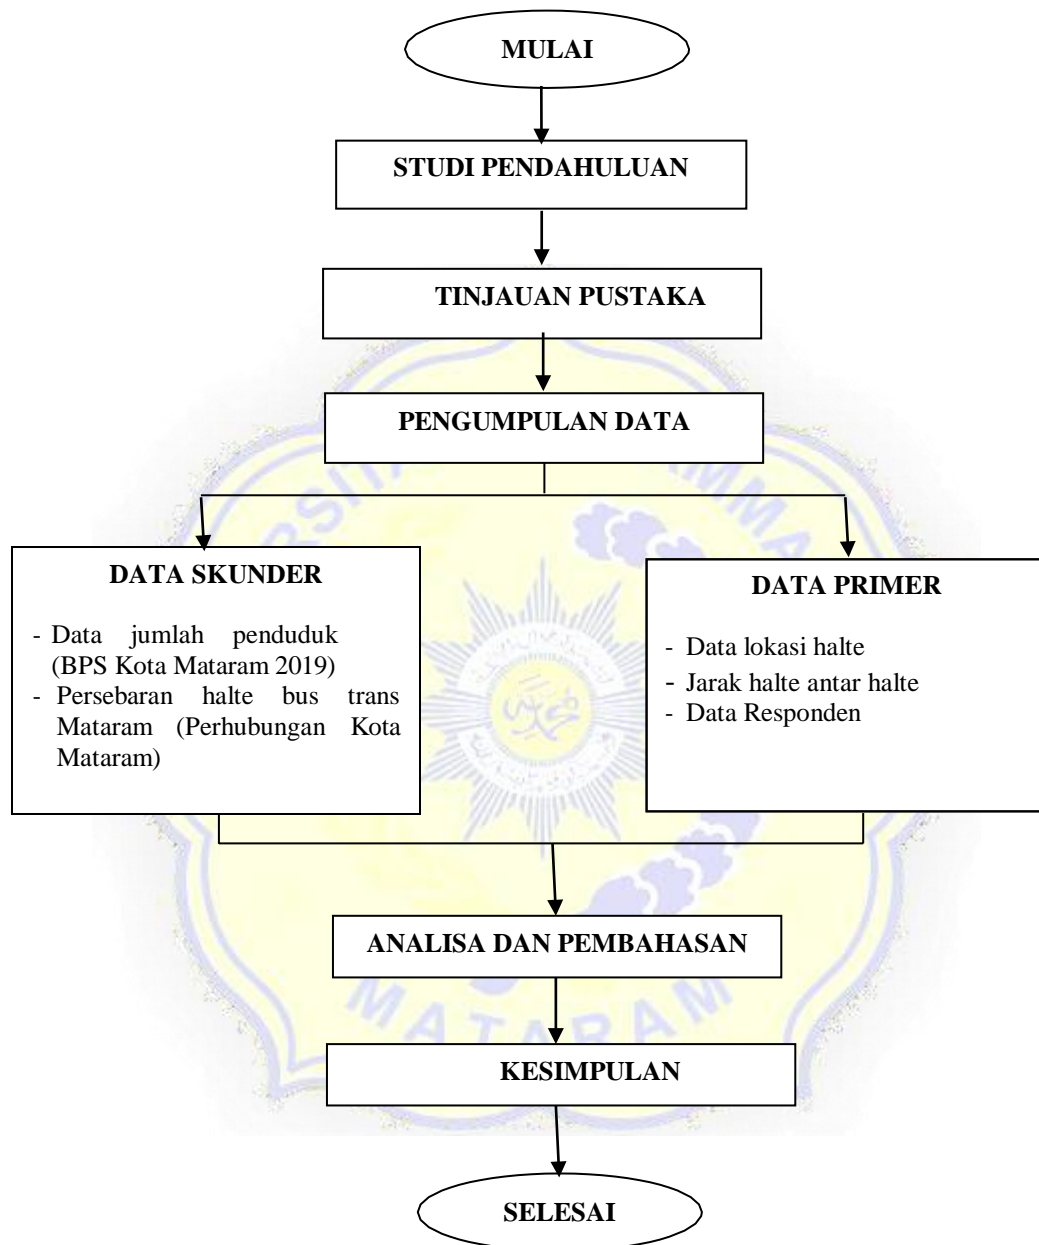 MULAI
STUDI PENDAHULUAN
TINJAUAN PUSTAKA
PENGUMPULAN DATA
DATA SKUNDER
- Data jumlah penduduk
(BPS Kota Mataram 2019)
- Persebaran halte bus trans
Mataram (Perhubungan Kota
Mataram)
DATA PRIMER
- Data lokasi halte
- Jarak halte antar halte
- Data Responden
ANALISA DAN PEMBAHASAN
MATARAM
KESIMPULAN
SELESAI